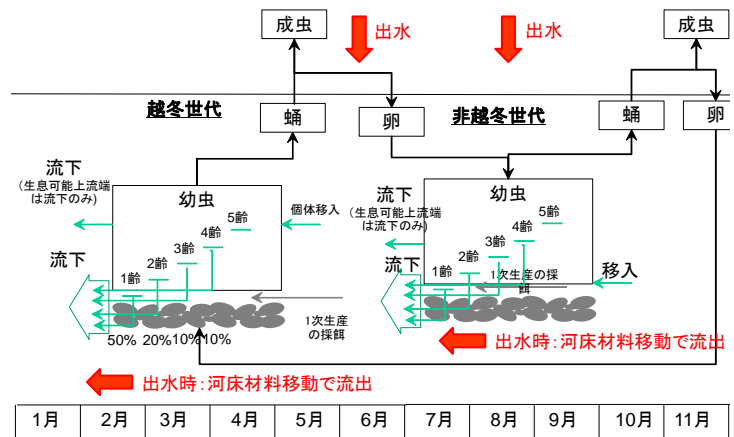 成虫
出水
出水
成虫
越冬世代
蛹
卵
非越冬世代
蛹
卵
流下
(生息可能上流端
は流下のみ)
幼虫
個体移入
5齢
4齢
3齢
2齢
1齢
流下
50% 20% 10% 10%
1次生産
の採餌
流下
(生息可能上流端
は流下のみ)
幼虫
5齢
4齢
3齢
2齢
1齢
流下
1次生産の採
餌
移入
出水時:河床材料移動で流出
出水時:河床材料移動で流出
1月 2月 3月 4月 5月 6月 7月 8月 9月 10月 11月